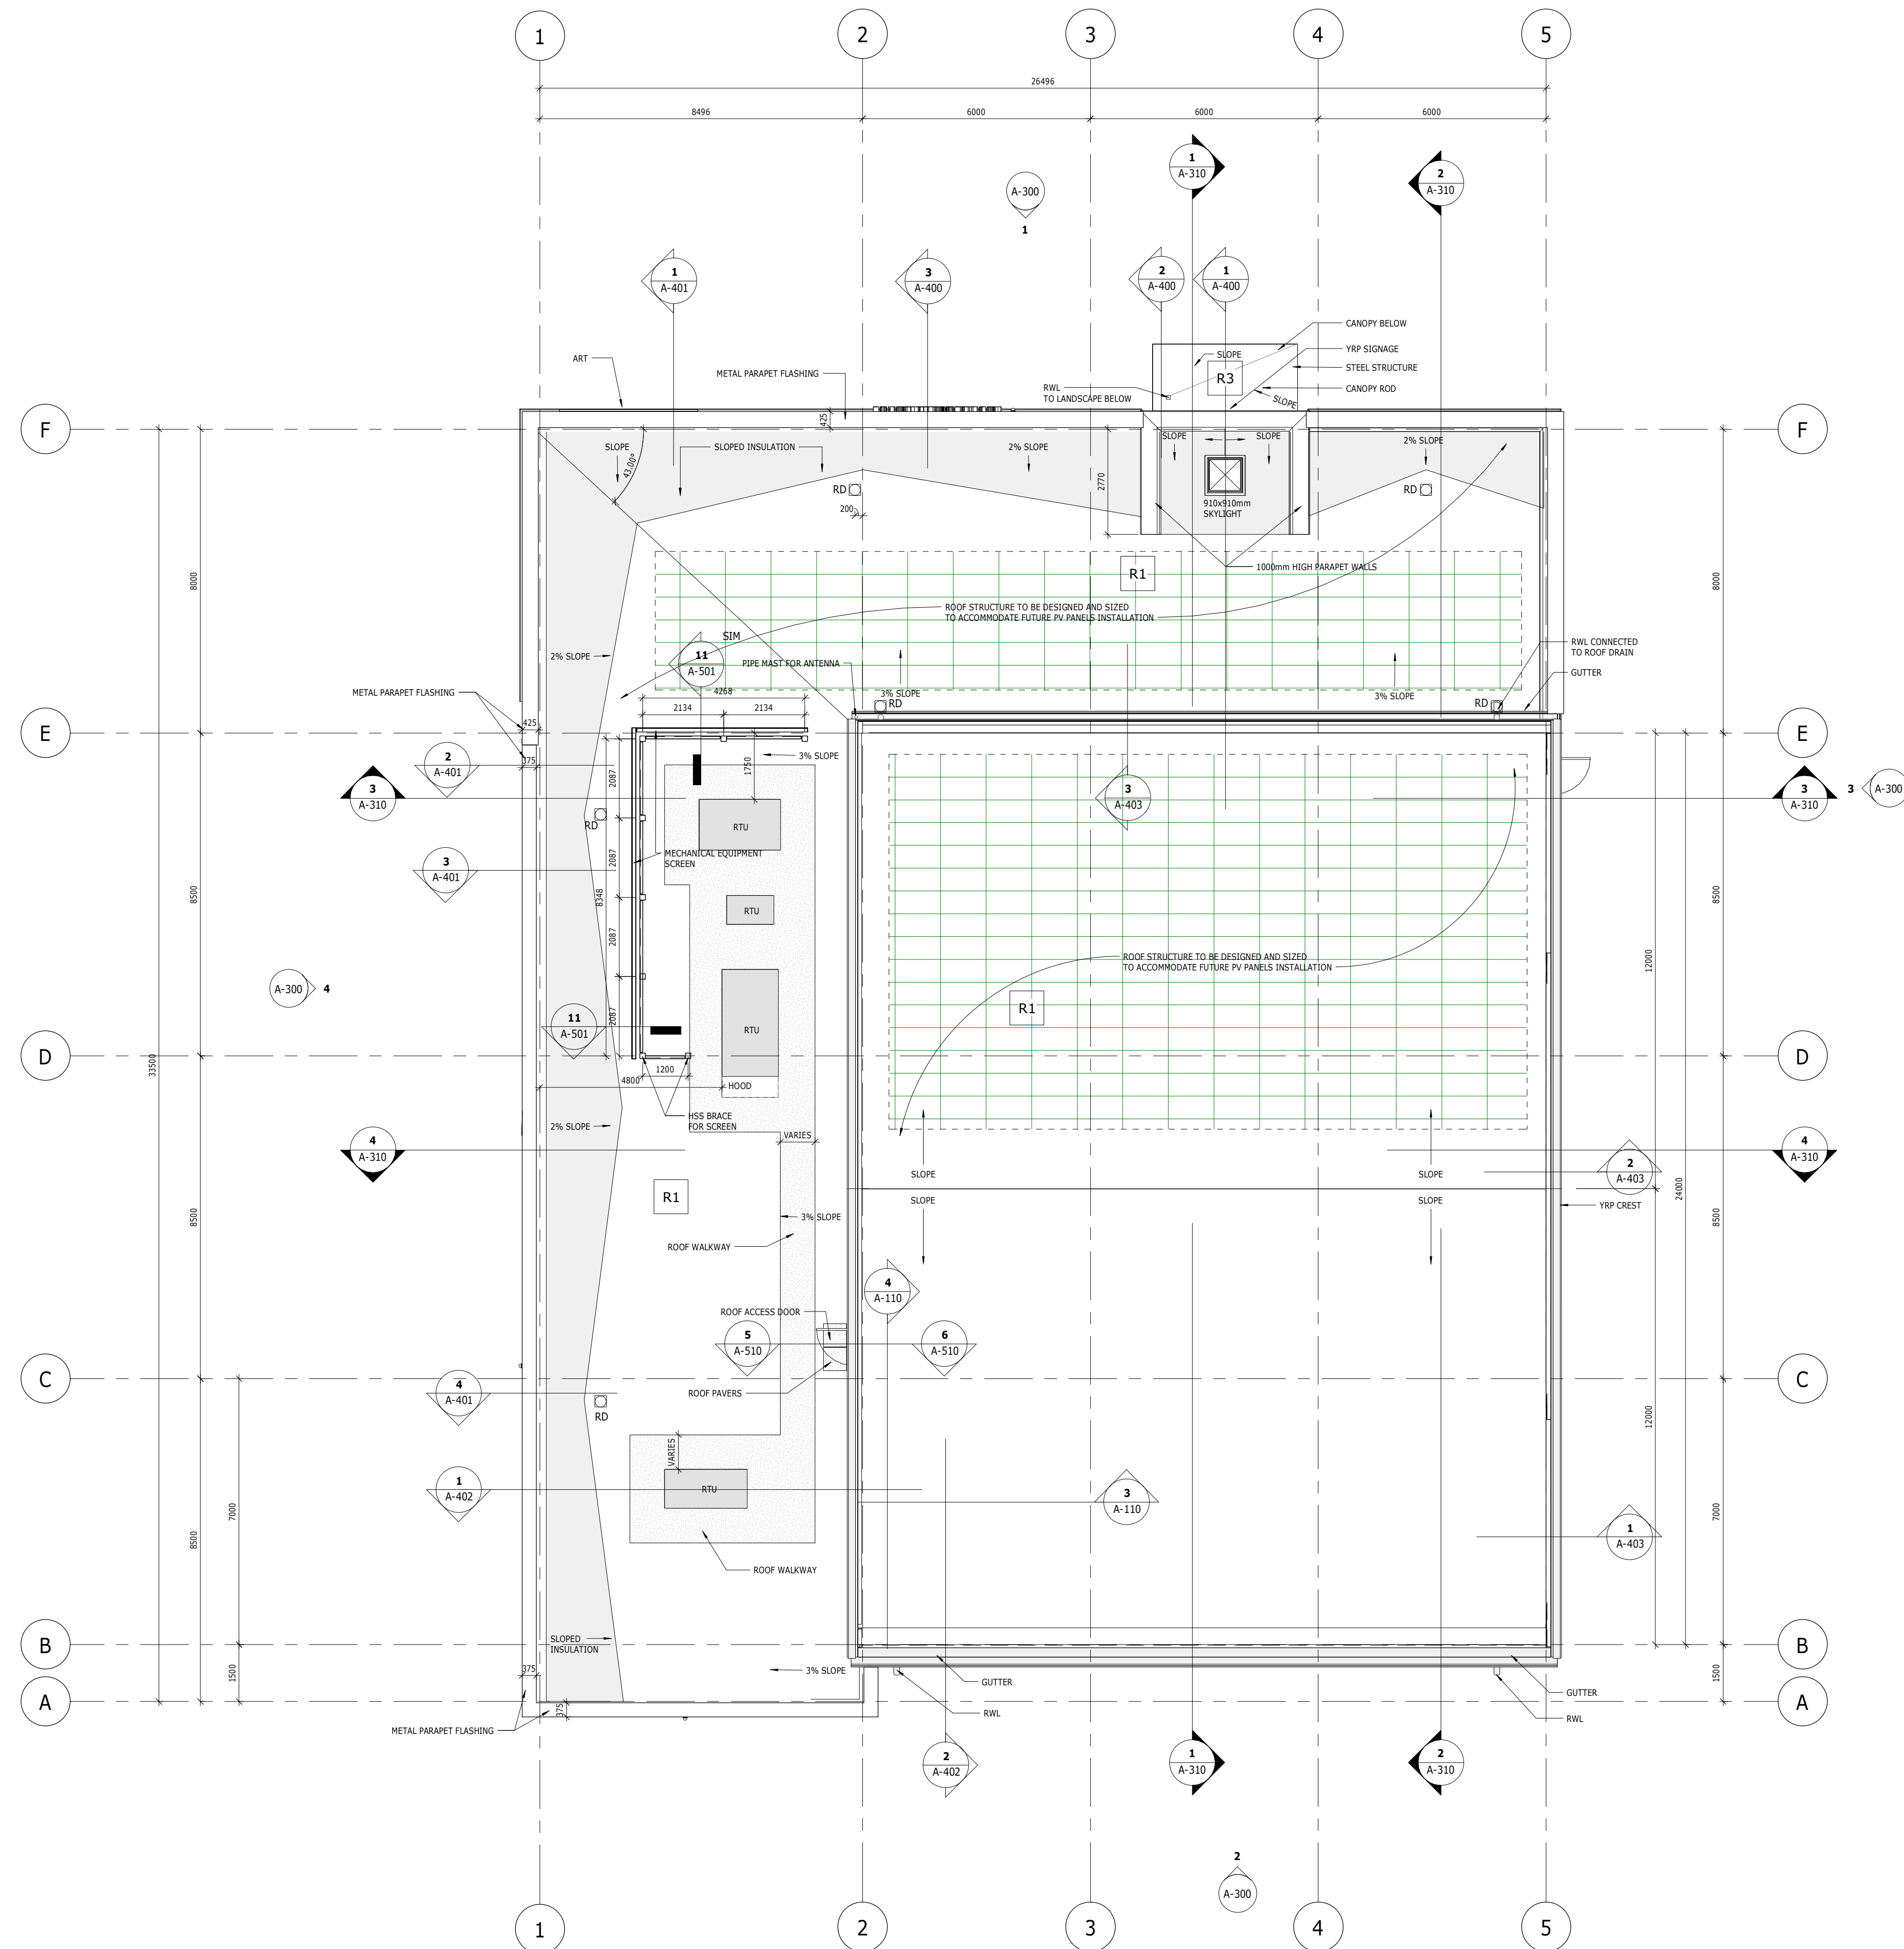 1
2
3
4
5
26496
8496
6000
6000
6000
1
A-310
2
A-310
A-300
1
1
A-401
3
A-400
2
A-400
1
A-400
CANOPY BELOW
YRP SIGNAGE
STEEL STRUCTURE
CANOPY ROD
SLOPE
R3
SLOPE
ART
METAL PARAPET FLASHING
RWL
TO LANDSCAPE BELOW
F
F
425
SLOPE
43.00°
SLOPED INSULATION
2% SLOPE
SLOPE
SLOPE
2% SLOPE
2770
RD
200
RD
910x910mm
SKYLIGHT
1000mm HIGH PARAPET WALLS
R1
8000
8000
ROOF STRUCTURE TO BE DESIGNED AND SIZED
TO ACCOMMODATE FUTURE PV PANELS INSTALLATION
SIM
11
A-501
2% SLOPE
PIPE MAST FOR ANTENNA
RWL CONNECTED
TO ROOF DRAIN
GUTTER
METAL PARAPET FLASHING
4268
2134
2134
3% SLOPE
RD
3% SLOPE
RD
425
E
E
375
2
A-401
3% SLOPE
1750
2087
3
A-310
3
A-403
3
A-310
3
A-300
RD
RTU
MECHANICAL EQUIPMENT
SCREEN
2087
3
A-401
8348
8500
8500
RTU
2087
ROOF STRUCTURE TO BE DESIGNED AND SIZED
TO ACCOMMODATE FUTURE PV PANELS INSTALLATION
12000
A-300
4
R1
11
A-501
2087
RTU
D
D
33500
1200
4800
HOOD
HSS BRACE
FOR SCREEN
2% SLOPE
VARIES
4
A-310
4
A-310
2
A-403
SLOPE
SLOPE
R1
24000
SLOPE
SLOPE
YRP CREST
8500
8500
3% SLOPE
ROOF WALKWAY
4
A-110
ROOF ACCESS DOOR
5
A-510
6
A-510
C
C
ROOF PAVERS
4
A-401
RD
12000
VARIES
1
A-402
RTU
3
A-110
7000
8500
7000
1
A-403
ROOF WALKWAY
SLOPED
INSULATION
B
B
375
3% SLOPE
1500
1500
GUTTER
GUTTER
A
A
375
RWL
RWL
METAL PARAPET FLASHING
2
A-402
1
A-310
2
A-310
2
A-300
1
2
3
4
5